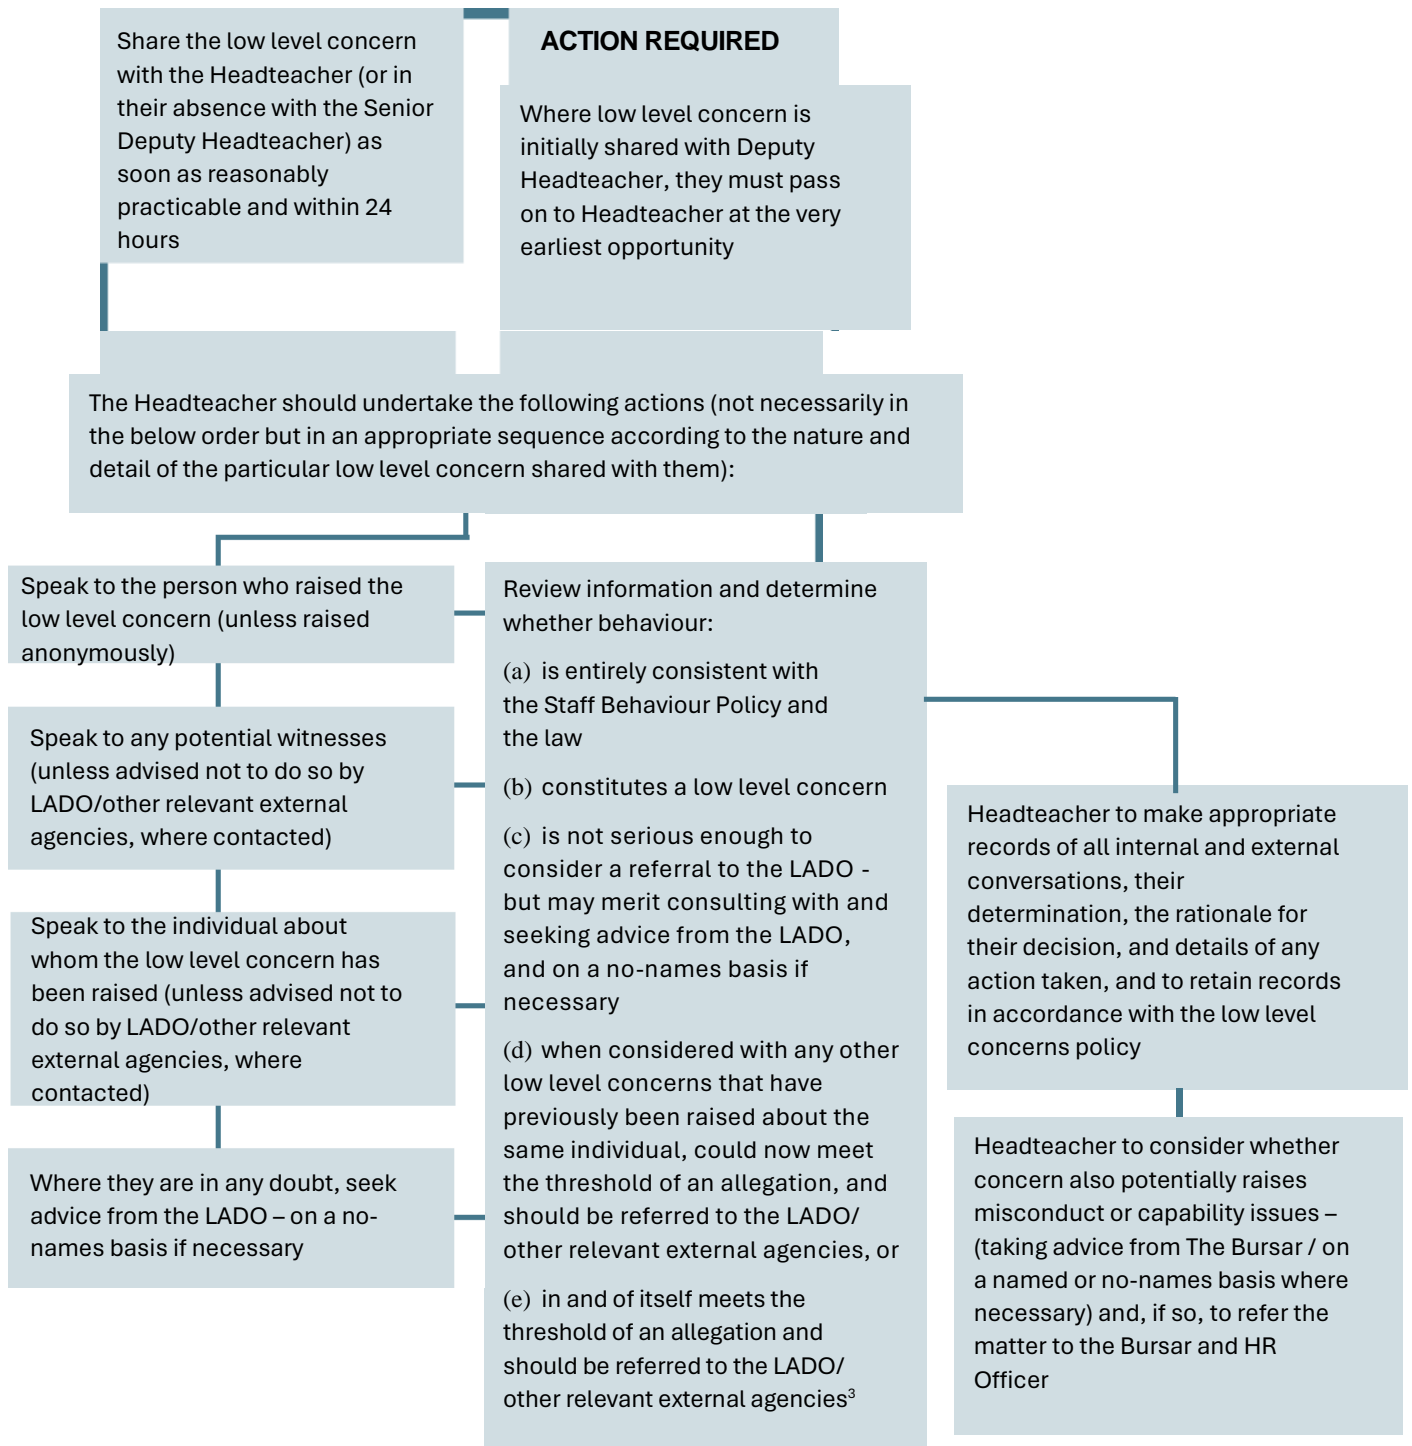 Share the low level concern
with the Headteacher (or in
their absence with the Senior
Deputy Headteacher) as
soon as reasonably
practicable and within 24
hours
ACTION REQUIRED
Where low level concern is
initially shared with Deputy
Headteacher, they must pass
on to Headteacher at the very
earliest opportunity
The Headteacher should undertake the following actions (not necessarily in
the below order but in an appropriate sequence according to the nature and
detail of the particular low level concern shared with them):
Speak to the person who raised the
low level concern (unless raised
anonymously)
Speak to any potential witnesses
(unless advised not to do so by
LADO/other relevant external
agencies, where contacted)
Speak to the individual about
whom the low level concern has
been raised (unless advised not to
do so by LADO/other relevant
external agencies, where
contacted)
Where they are in any doubt, seek
advice from the LADO – on a no-
names basis if necessary
Review information and determine
whether behaviour:
(a) is entirely consistent with
the Staff Behaviour Policy and
the law
(b) constitutes a low level concern
(c) is not serious enough to
consider a referral to the LADO -
but may merit consulting with and
seeking advice from the LADO,
and on a no-names basis if
necessary
(d) when considered with any other
low level concerns that have
previously been raised about the
same individual, could now meet
the threshold of an allegation, and
should be referred to the LADO/
other relevant external agencies, or
(e) in and of itself meets the
threshold of an allegation and
should be referred to the LADO/
other relevant external agencies³
Headteacher to make appropriate
records of all internal and external
conversations, their
determination, the rationale for
their decision, and details of any
action taken, and to retain records
in accordance with the low level
concerns policy
Headteacher to consider whether
concern also potentially raises
misconduct or capability issues –
(taking advice from The Bursar / on
a named or no-names basis where
necessary) and, if so, to refer the
matter to the Bursar and HR
Officer